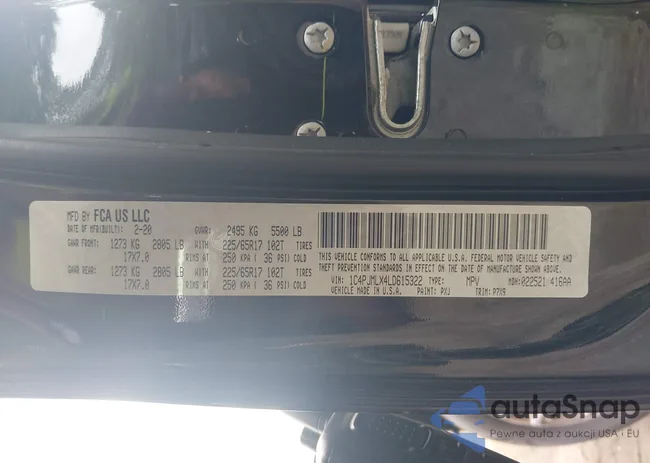 MFD BY FCA US LLC
DATE OF MFR(BUILT): 2-20 GVWR: 2485 KG 5500 LB
GAWR FRONT: 1273 KG 2805 LB WITH 225/65R17 102T TIRES
17X7.0 RIMS AT 250 KPA ( 36 PSI) COLD
GAWR REAR: 1273 KG 2805 LB WITH 225/65R17 102T TIRES
17X7.0 RIMS AT 250 KPA ( 36 PSI) COLD
THIS VEHICLE CONFORMS TO ALL APPLICABLE U.S.A. FEDERAL MOTOR VEHICLE SAFETY, BUMPER, AND
THEFT PREVENTION STANDARDS IN EFFECT ON THE DATE OF MANUFACTURE SHOWN ABOVE.
VIN: 1C4PJMLX4LD615322 TYPE: MPV MDH: 022521 416AA
VEHICLE MADE IN U.S.A. PAINT: PXJ TRIM: P7X9
autoSnap
Pewne auta z aukcji USA i EU